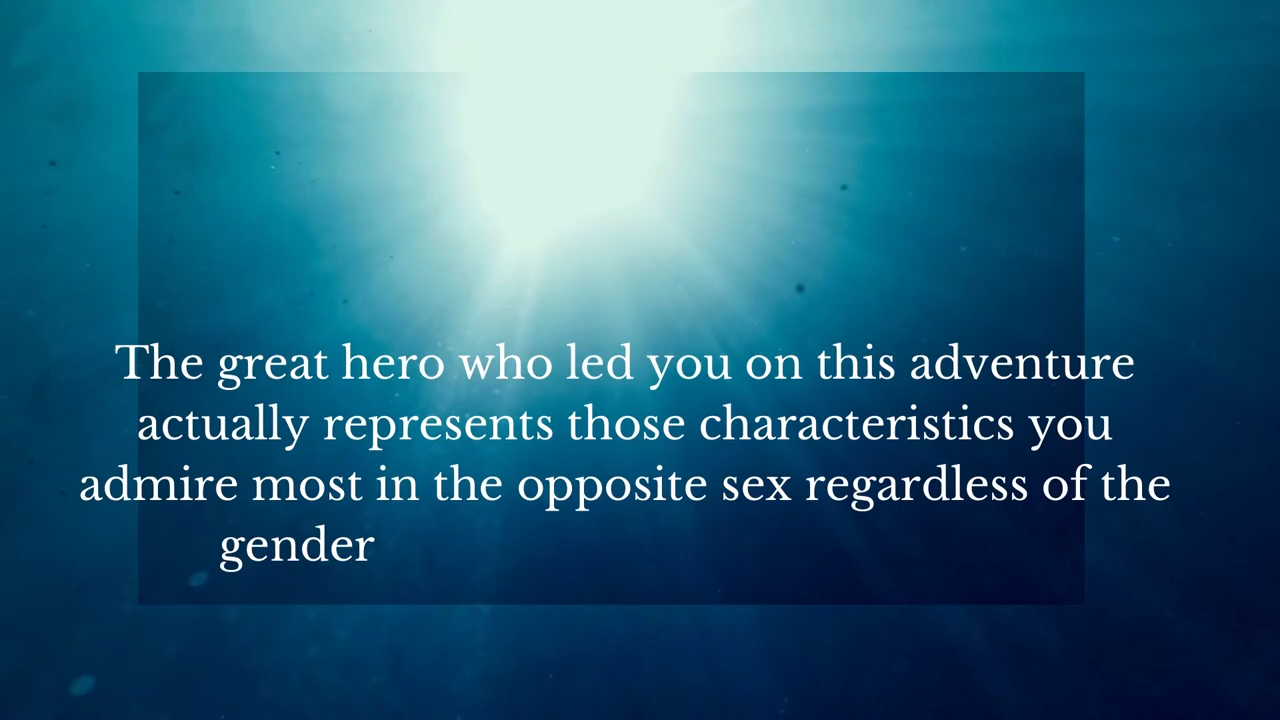 The great hero who led you on this adventure
actually represents those characteristics you
admire most in the opposite sex regardless of the
gender